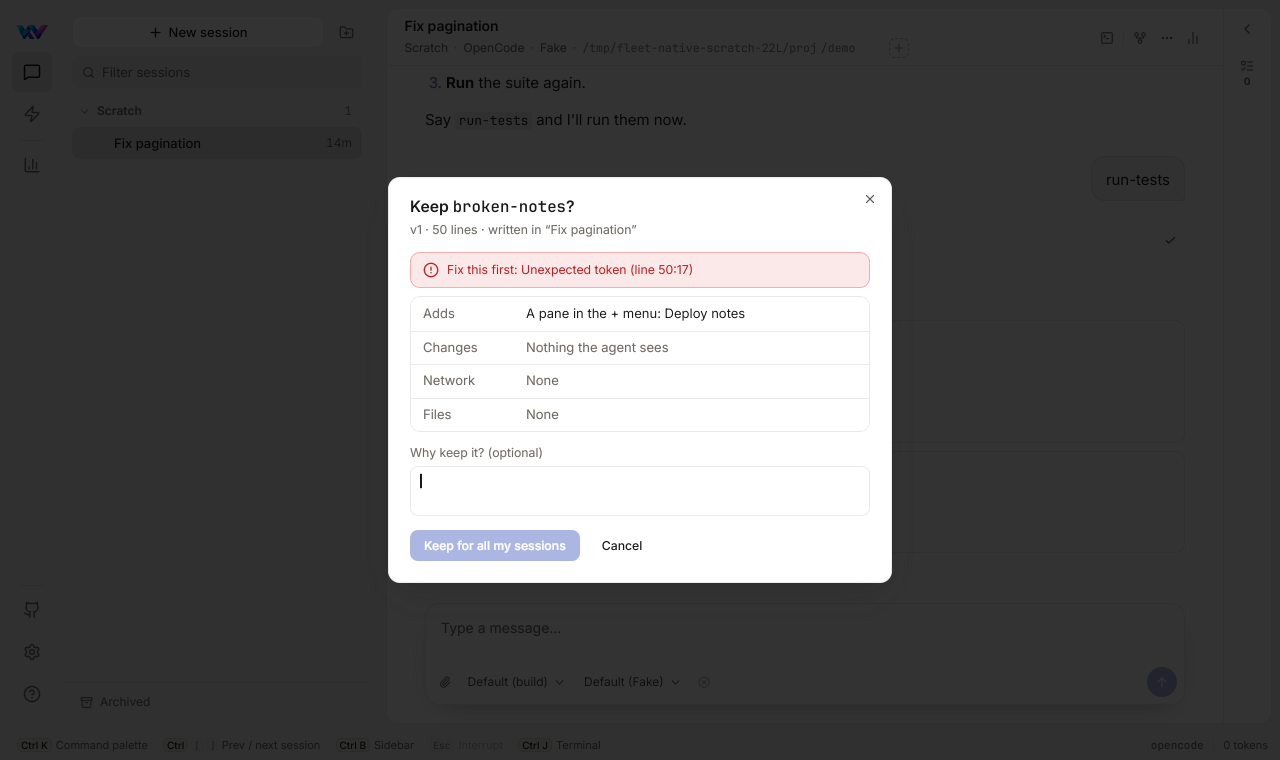 New session
Filter sessions
Scratch 1
Fix pagination 14m
Archived
Fix pagination
Scratch · OpenCode · Fake · /tmp/fleet-native-scratch-22L/proj /demo
0
3. Run the suite again.
Say run-tests and I'll run them now.
run-tests
Keep broken-notes?
v1 · 50 lines · written in “Fix pagination”
Fix this first: Unexpected token (line 50:17)
Adds A pane in the + menu: Deploy notes
Changes Nothing the agent sees
Network None
Files None
Why keep it? (optional)
Keep for all my sessions Cancel
Type a message...
Default (build) Default (Fake)
Ctrl K Command palette Ctrl [ ] Prev / next session Ctrl B Sidebar Esc Interrupt Ctrl J Terminal opencode 0 tokens